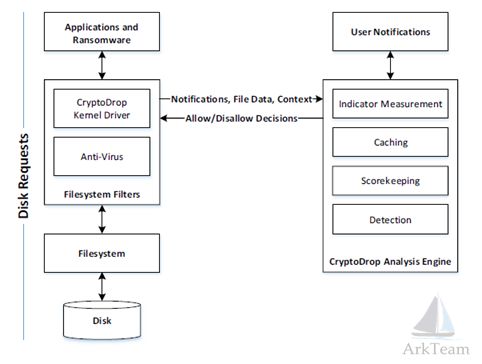 Disk Requests
Applications and
Ransomware
CryptoDrop
Kernel Driver
Anti-Virus
Filesystem Filters
Filesystem
Disk
Notifications, File Data, Context
Allow/Disallow Decisions
User Notifications
Indicator Measurement
Caching
Scorekeeping
Detection
CryptoDrop Analysis Engine
ArkTeam